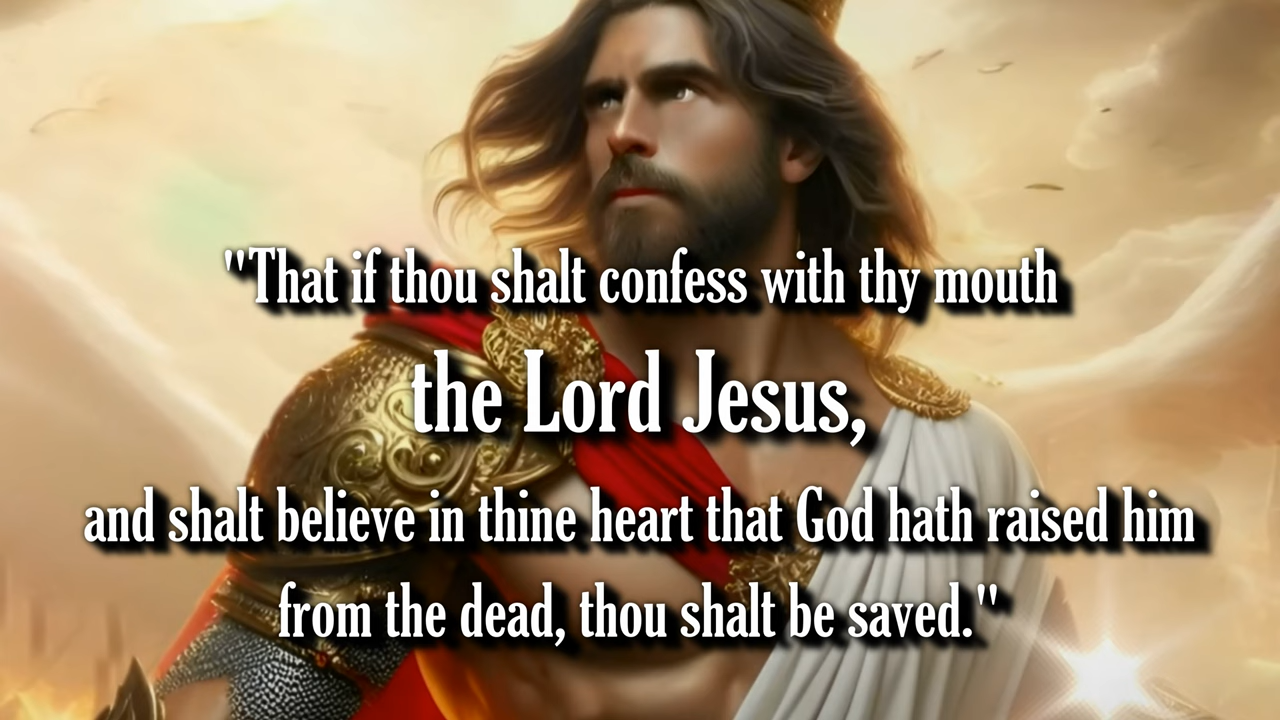 "That if thou shalt confess with thy mouth
the Lord Jesus,
and shalt believe in thine heart that God hath raised him
from the dead, thou shalt be saved."